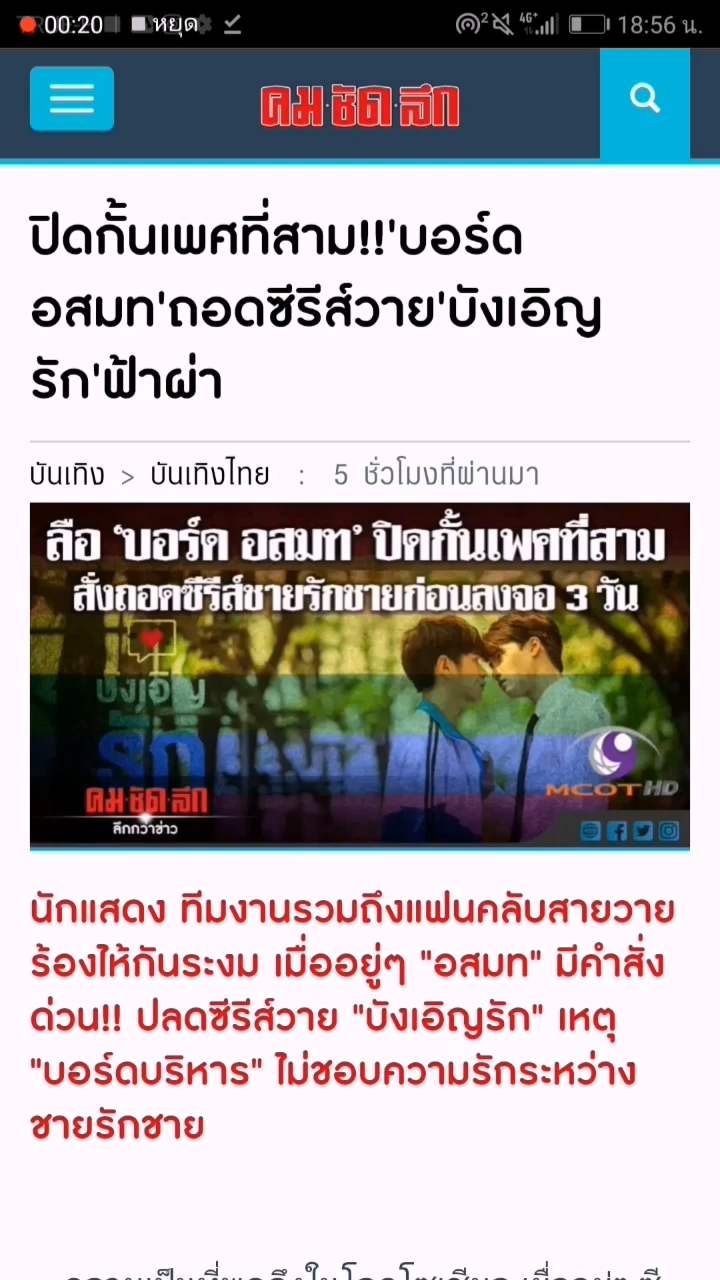 00:20 หยุด 4G+ 18:56 น.
คม·ชัด·ลึก
ปิดกั้นเพศที่สาม!!'บอร์ด
อสมท'ถอดซีรีส์วาย'บังเอิญ
รัก'ฟ้าผ่า
บันเทิง > บันเทิงไทย : 5 ชั่วโมงที่ผ่านมา
ลือ ‘บอร์ด อสมท’ ปิดกั้นเพศที่สาม
สั่งถอดซีรีส์ชายรักชายก่อนลงจอ 3 วัน
บังเอิญ
รัก
MCOT HD
คม·ชัด·ลึก
ลึกกว่าข่าว
นักแสดง ทีมงานรวมถึงแฟนคลับสายวาย
ร้องไห้กันระงม เมื่ออยู่ๆ "อสมท" มีคำสั่ง
ด่วน!! ปลดซีรีส์วาย "บังเอิญรัก" เหตุ
"บอร์ดบริหาร" ไม่ชอบความรักระหว่าง
ชายรักชาย